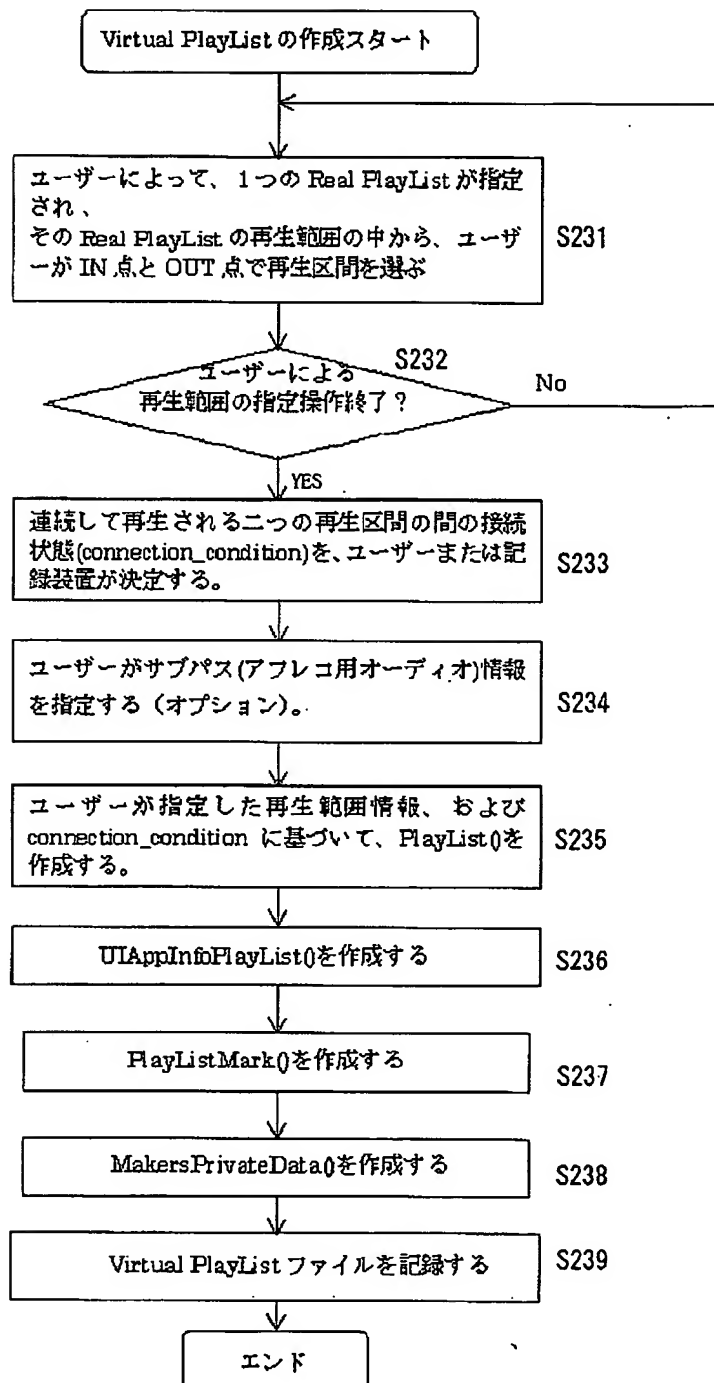 Virtual PlayList の作成スタート
ユーザーによって、1つの Real PlayList が指定
され、
その Real PlayList の再生範囲の中から、ユーザ
ーが IN 点と OUT 点で再生区間を選ぶ
S231
S232
ユーザーによる
再生範囲の指定操作終了？
No
YES
連続して再生される二つの再生区間の間の接続
状態(connection_condition)を、ユーザーまたは記
録装置が決定する。
S233
ユーザーがサブパス(アフレコ用オーディオ)情報
を指定する（オプション）。
S234
ユーザーが指定した再生範囲情報、および
connection_condition に基づいて、PlayList()を
作成する。
S235
UIAppInfoPlayList()を作成する
S236
PlayListMark()を作成する
S237
MakersPrivateData()を作成する
S238
Virtual PlayList ファイルを記録する
S239
エンド